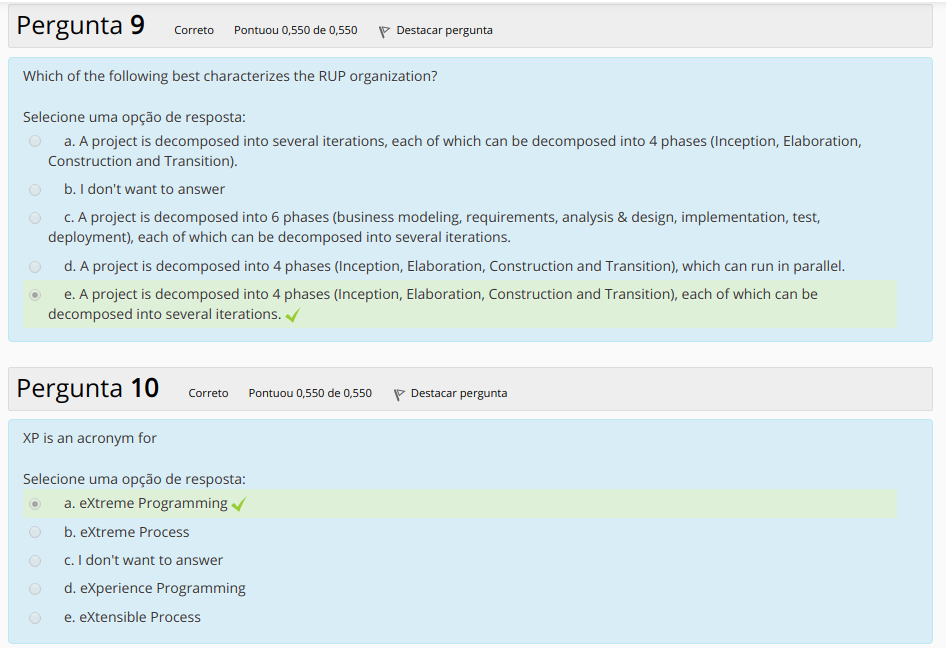 Pergunta 9 Correto Pontuou 0,550 de 0,550 Destacar pergunta
Which of the following best characterizes the RUP organization?
Selecione uma opção de resposta:
a. A project is decomposed into several iterations, each of which can be decomposed into 4 phases (Inception, Elaboration,
Construction and Transition).
b. I don't want to answer
c. A project is decomposed into 6 phases (business modeling, requirements, analysis & design, implementation, test,
deployment), each of which can be decomposed into several iterations.
d. A project is decomposed into 4 phases (Inception, Elaboration, Construction and Transition), which can run in parallel.
e. A project is decomposed into 4 phases (Inception, Elaboration, Construction and Transition), each of which can be
decomposed into several iterations.
Pergunta 10 Correto Pontuou 0,550 de 0,550 Destacar pergunta
XP is an acronym for
Selecione uma opção de resposta:
a. eXtreme Programming
b. eXtreme Process
c. I don't want to answer
d. eXperience Programming
e. eXtensible Process